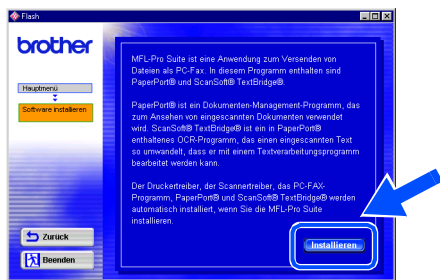 Flash
brother
Hauptmenü
Software installieren
MFL-Pro Suite ist eine Anwendung zum Versenden von
Dateien als PC-Fax. In diesem Programm enthalten sind
PaperPort® und ScanSoft® TextBridge®.
PaperPort® ist ein Dokumenten-Management-Programm, das
zum Ansehen von eingescannten Dokumenten verwendet
wird. ScanSoft® TextBridge® ist ein in PaperPort®
enthaltenes OCR-Programm, das einen eingescannten Text
so umwandelt, dass er mit einem Textverarbeitungsprogramm
bearbeitet werden kann.
Der Druckertreiber, der Scannertreiber, das PC-FAX-
Programm, PaperPort® und ScanSoft® TextBridge® werden
automatisch installiert, wenn Sie die MFL-Pro Suite
installieren.
Installieren
Zurück
Beenden